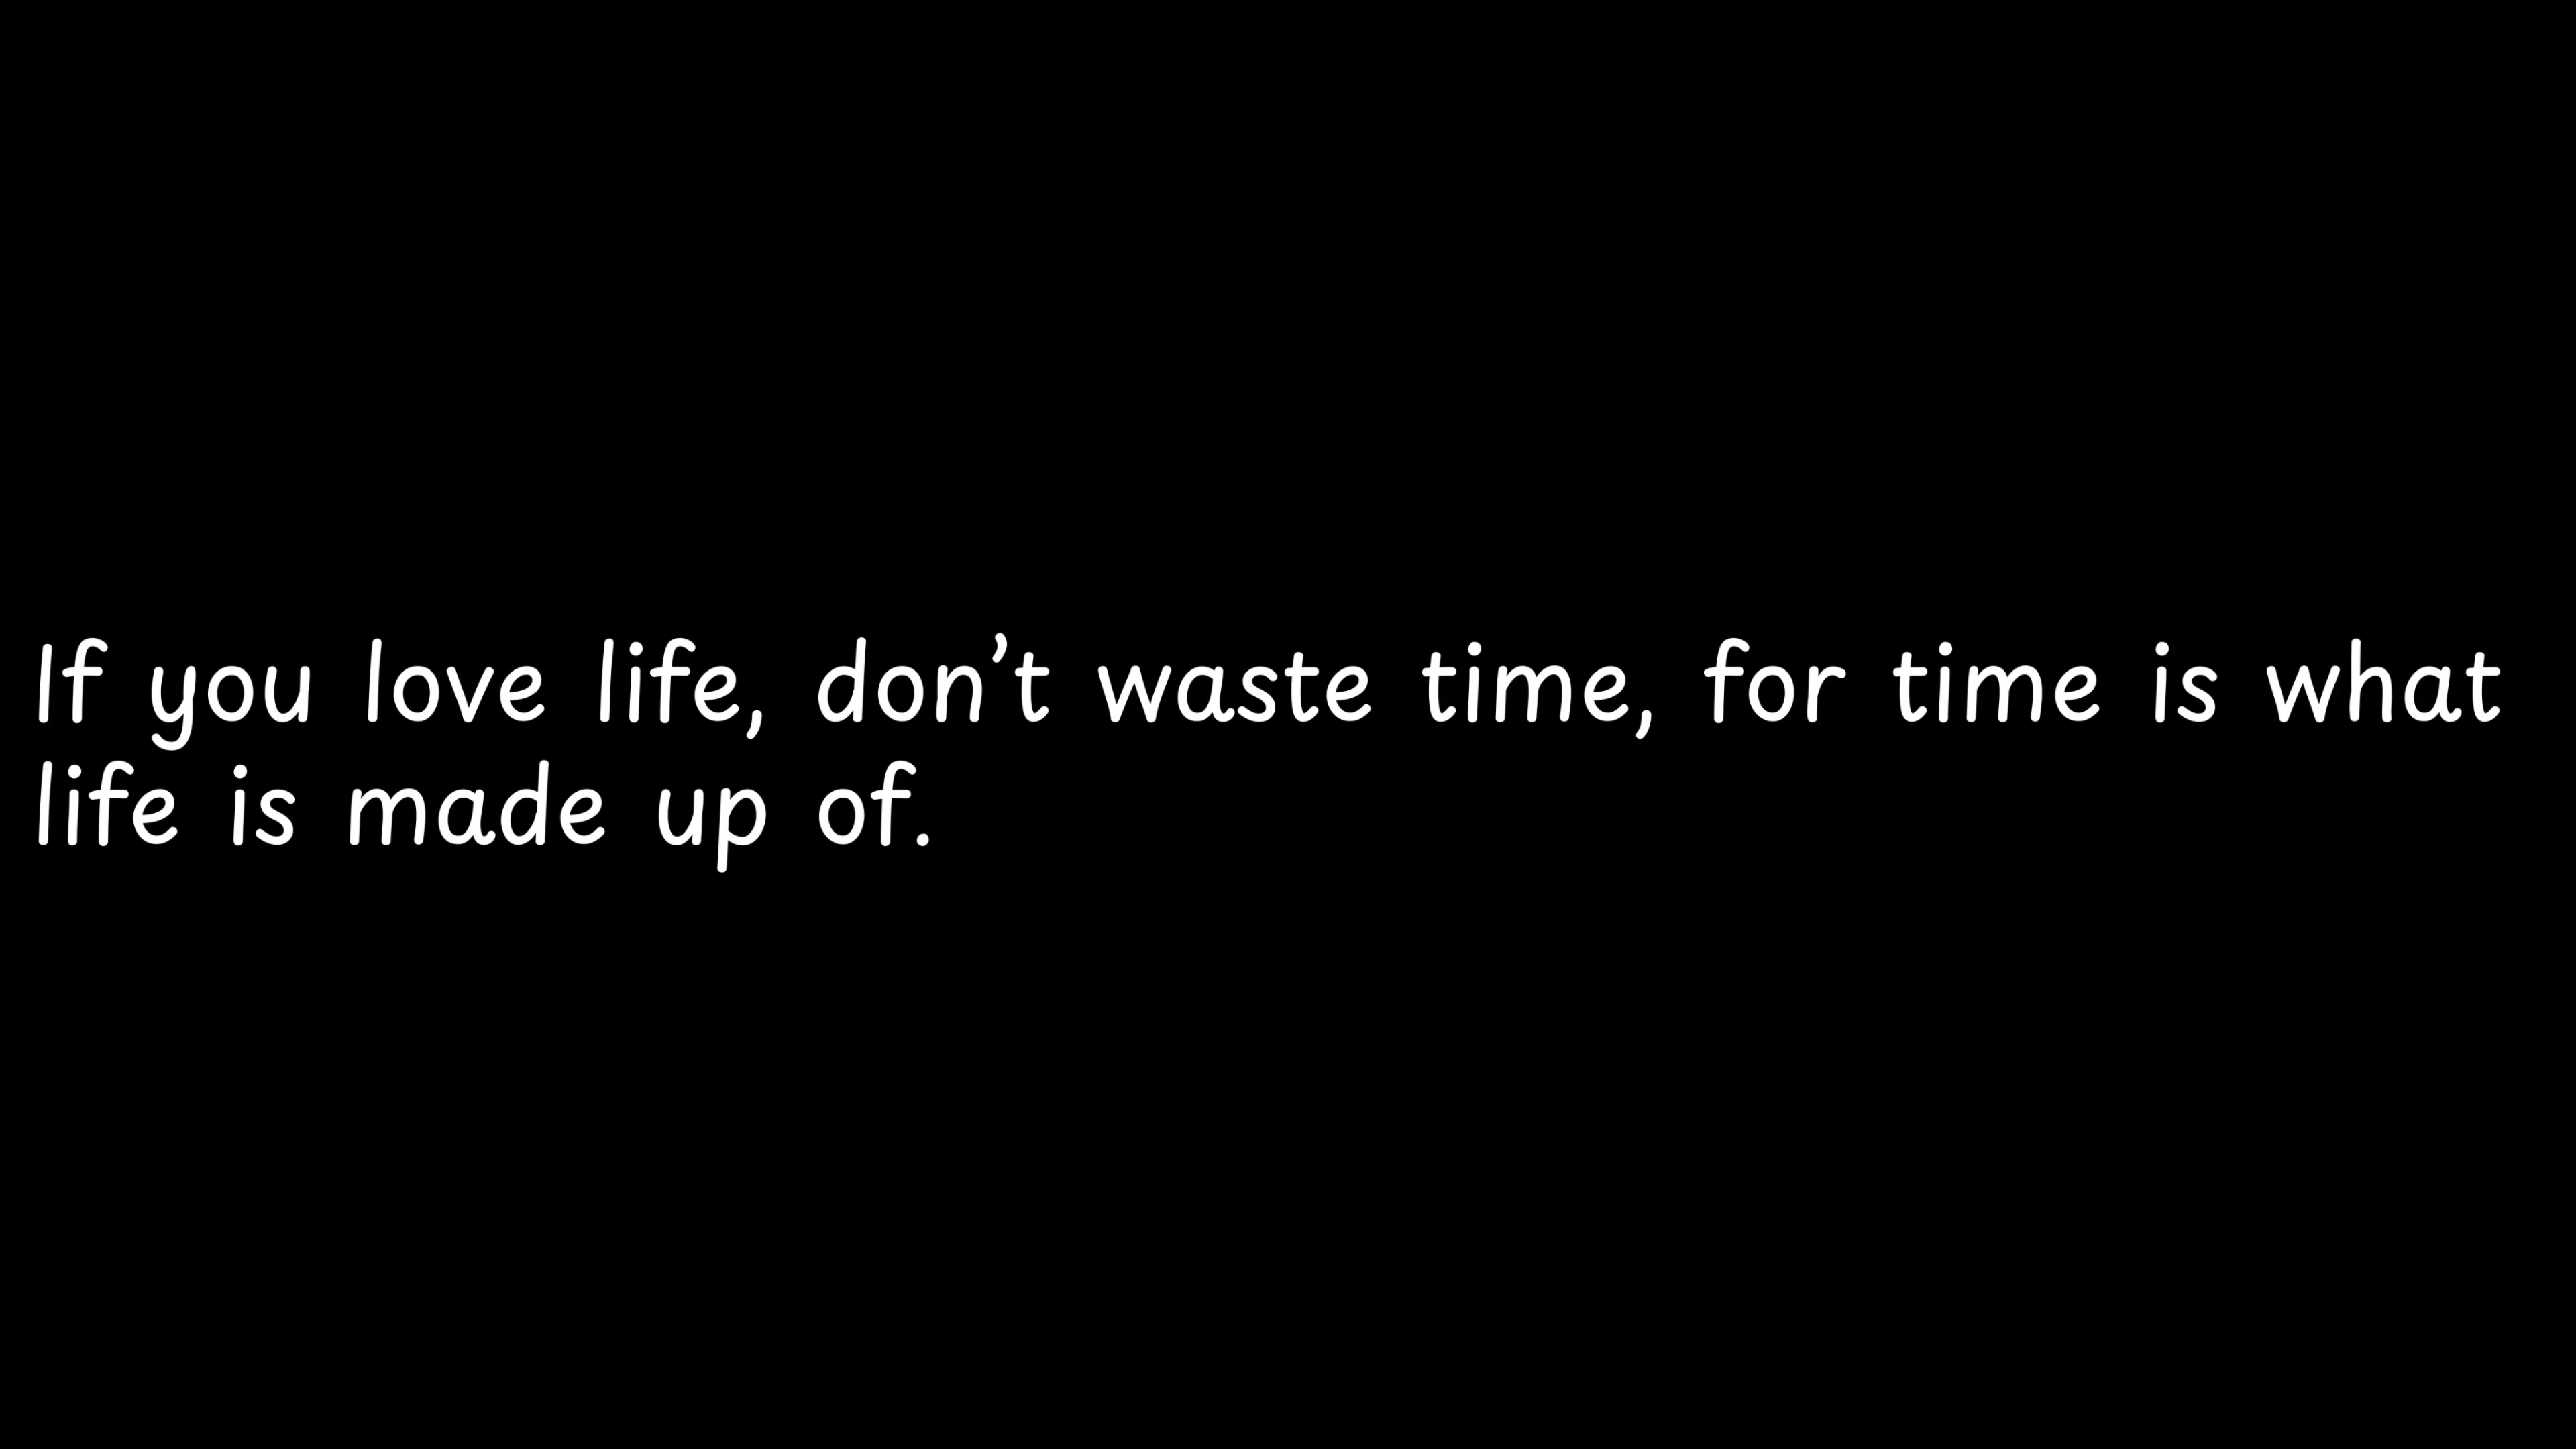 If you love life, don’t waste time, for time is what
life is made up of.